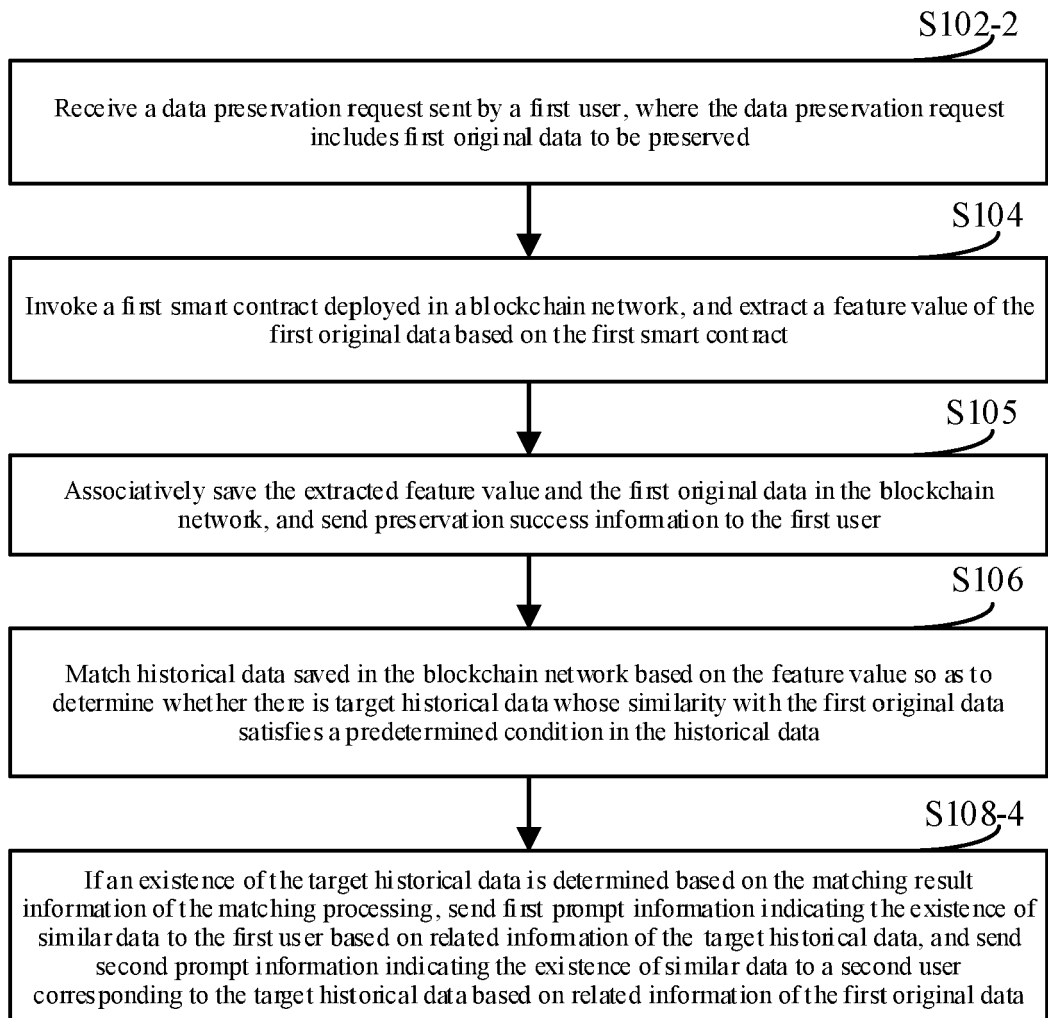 S102-2
Receive a data preservation request sent by a first user, where the data preservation request
includes first original data to be preserved
S104
Invoke a first smart contract deployed in a blockchain network, and extract a feature value of the
first original data based on the first smart contract
S105
Associatively save the extracted feature value and the first original data in the blockchain
network, and send preservation success information to the first user
S106
Match historical data saved in the blockchain network based on the feature value so as to
determine whether there is target historical data whose similarity with the first original data
satisfies a predetermined condition in the historical data
S108-4
If an existence of the target historical data is determined based on the matching result
information of the matching processing, send first prompt information indicating the existence of
similar data to the first user based on related information of the target historical data, and send
second prompt information indicating the existence of similar data to a second user
corresponding to the target historical data based on related information of the first original data